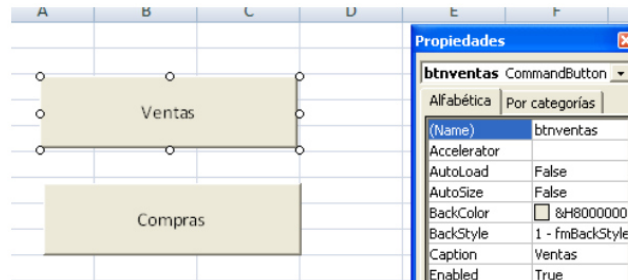 A B C D E F
Ventas
Compras
Propiedades
btnventas CommandButton
Alfabética Por categorías
(Name) btnventas
Accelerator
AutoLoad False
AutoSize False
BackColor &H8000000
BackStyle 1 - fmBackStyle
Caption Ventas
Enabled True